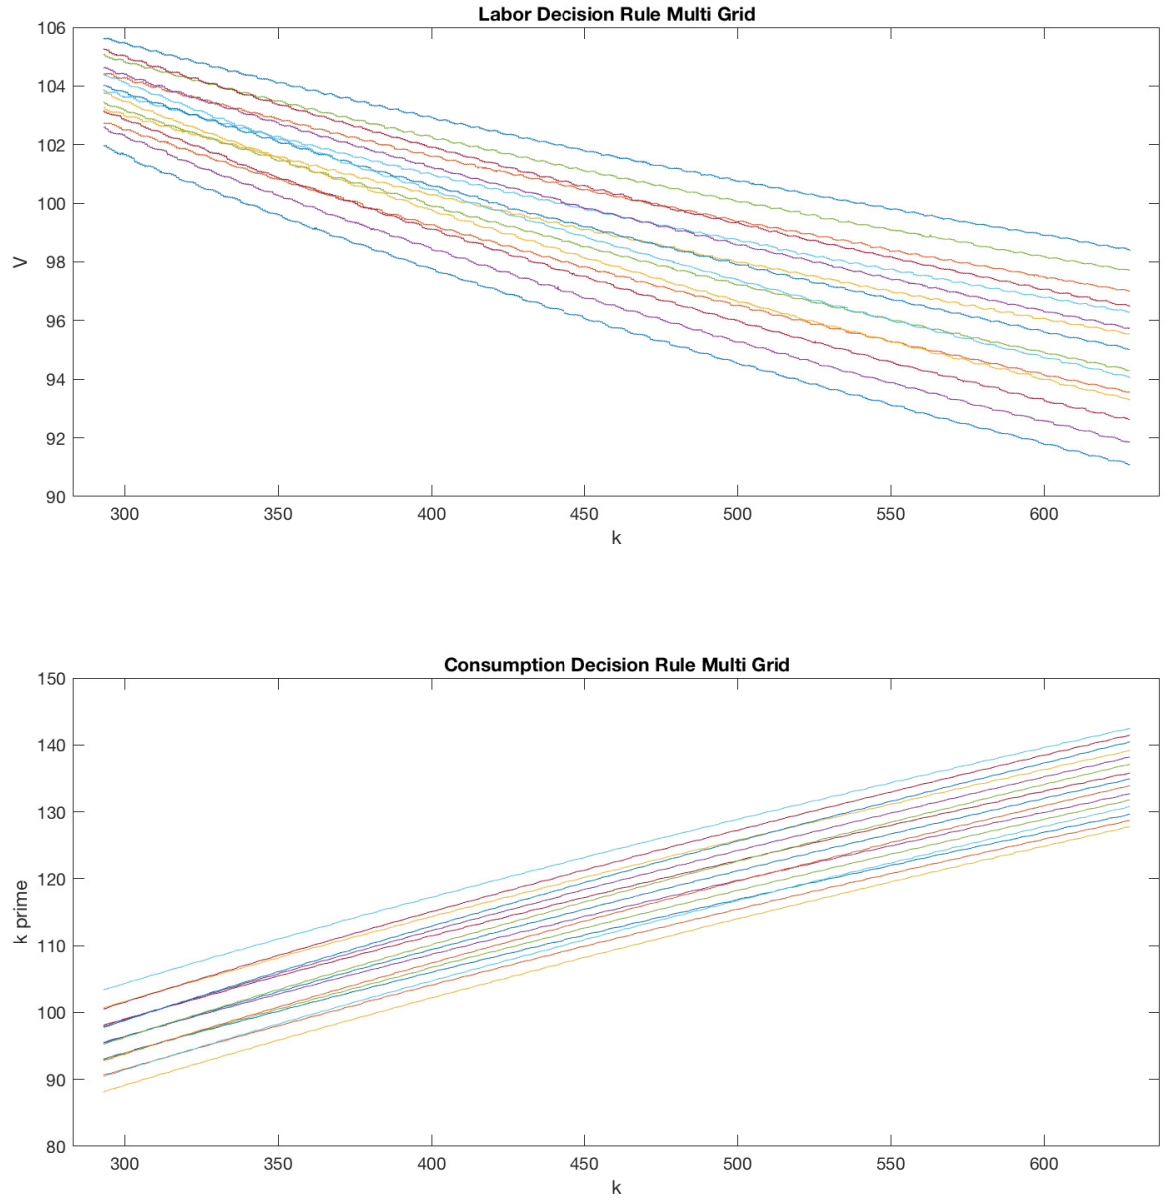 Labor Decision Rule Multi Grid
106
104
102
100
98
96
94
92
90
V
300 350 400 450 500 550 600
k
Consumption Decision Rule Multi Grid
150
140
130
120
110
100
90
80
k prime
300 350 400 450 500 550 600
k